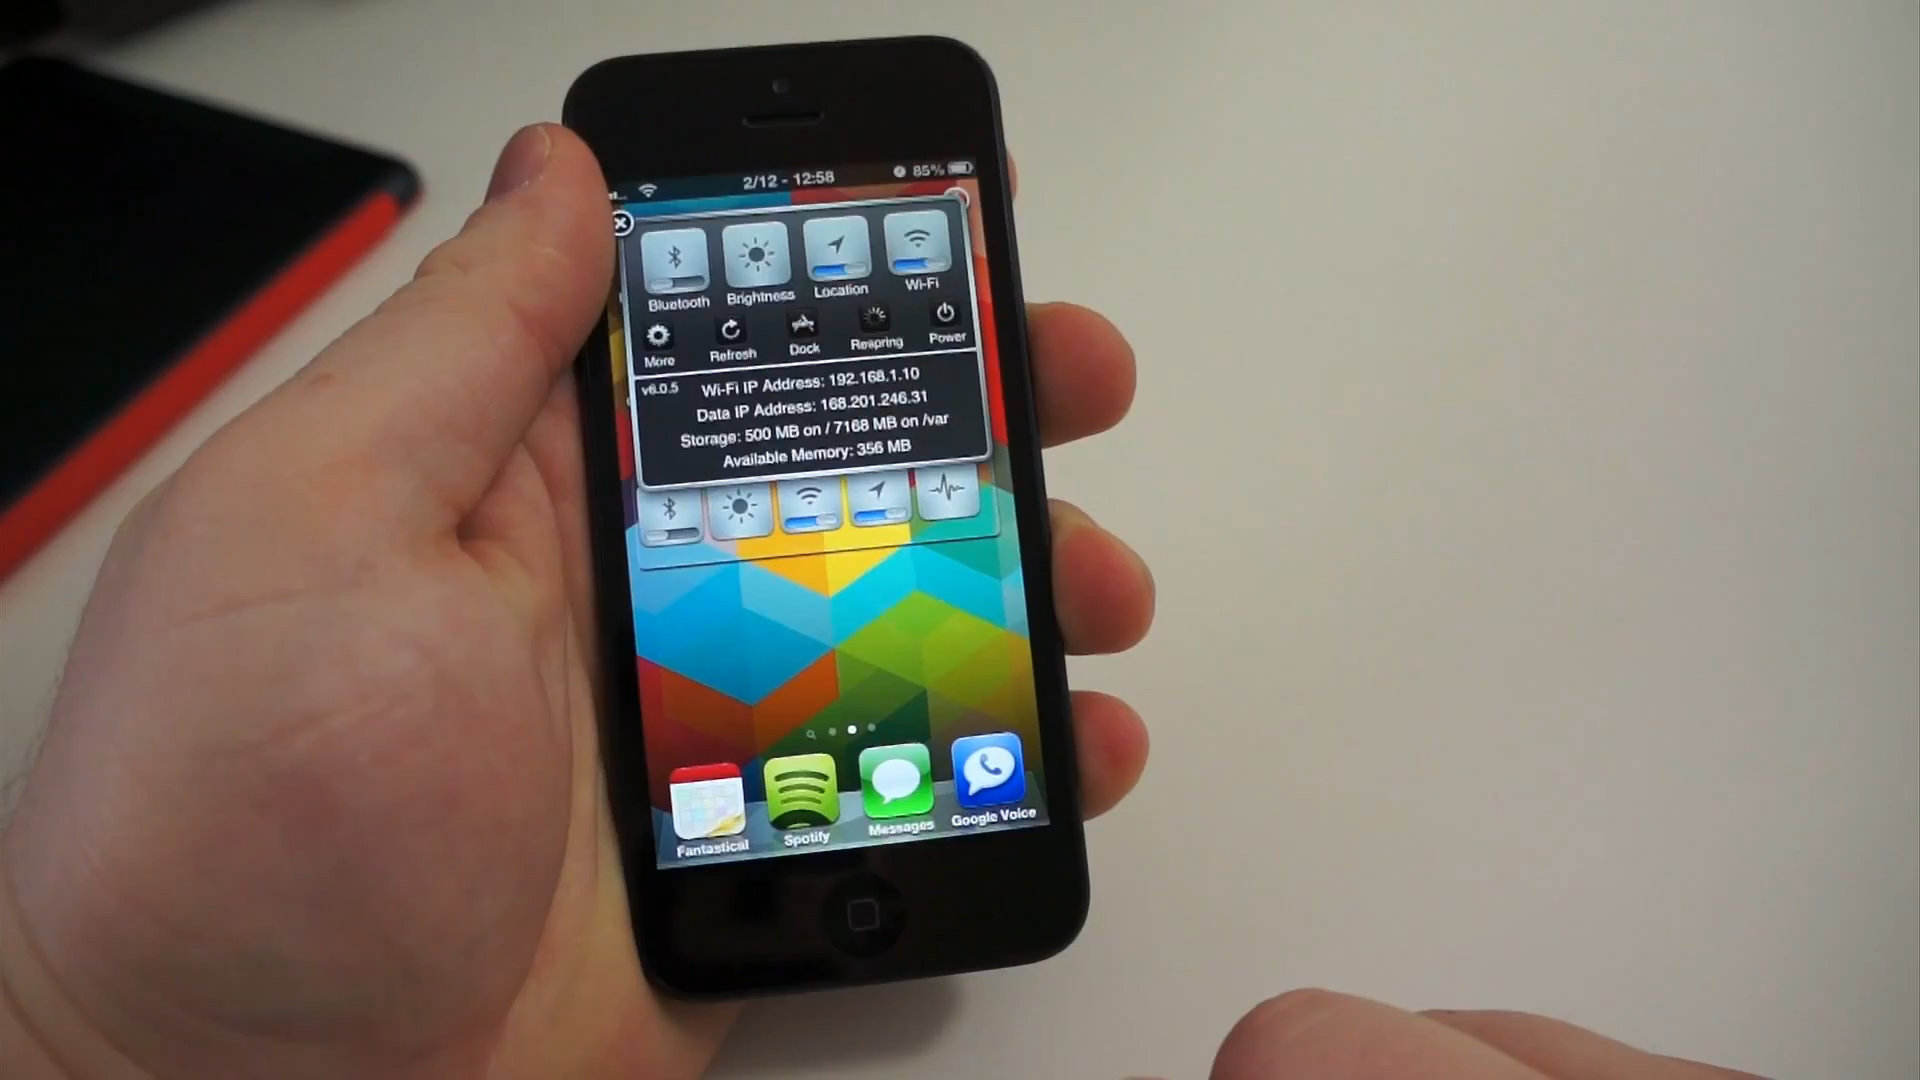 2/12 - 12:58
85%
Bluetooth
Brightness
Location
Wi-Fi
More
Refresh
Dock
Respring
Power
v6.0.5
Wi-Fi IP Address: 192.168.1.10
Data IP Address: 168.201.246.31
Storage: 500 MB on / 7168 MB on /var
Available Memory: 356 MB
Fantastical
Spotify
Messages
Google Voice